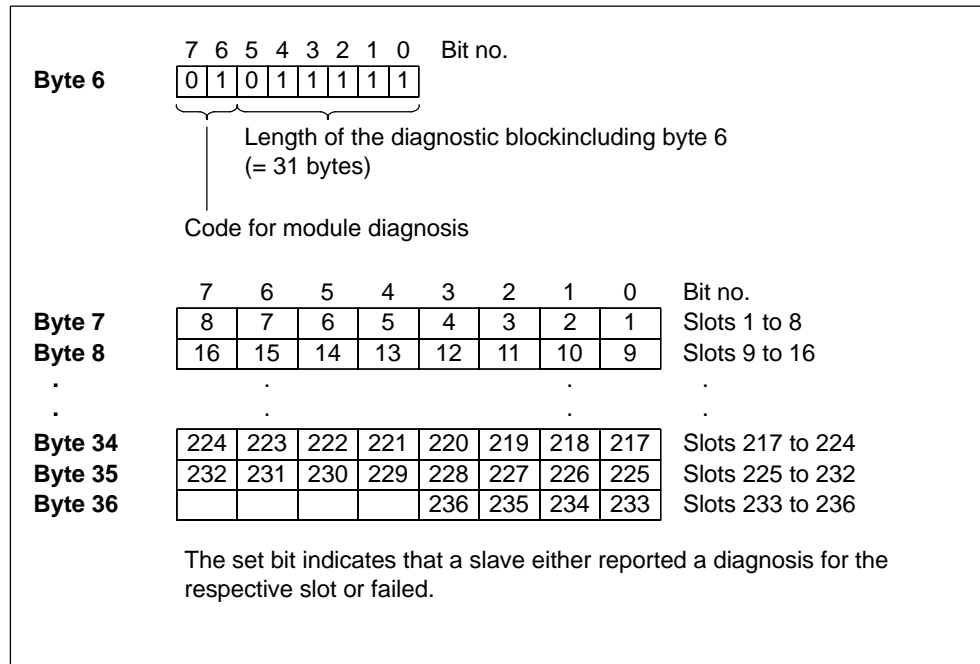 7 6 5 4 3 2 1 0 Bit no.
Byte 6 0 1 0 1 1 1 1 1
Length of the diagnostic blockincluding byte 6
(= 31 bytes)
Code for module diagnosis
7 6 5 4 3 2 1 0 Bit no.
Byte 7 8 7 6 5 4 3 2 1 Slots 1 to 8
Byte 8 16 15 14 13 12 11 10 9 Slots 9 to 16
. . . .
. . . .
Byte 34 224 223 222 221 220 219 218 217 Slots 217 to 224
Byte 35 232 231 230 229 228 227 226 225 Slots 225 to 232
Byte 36 236 235 234 233 Slots 233 to 236
The set bit indicates that a slave either reported a diagnosis for the
respective slot or failed.